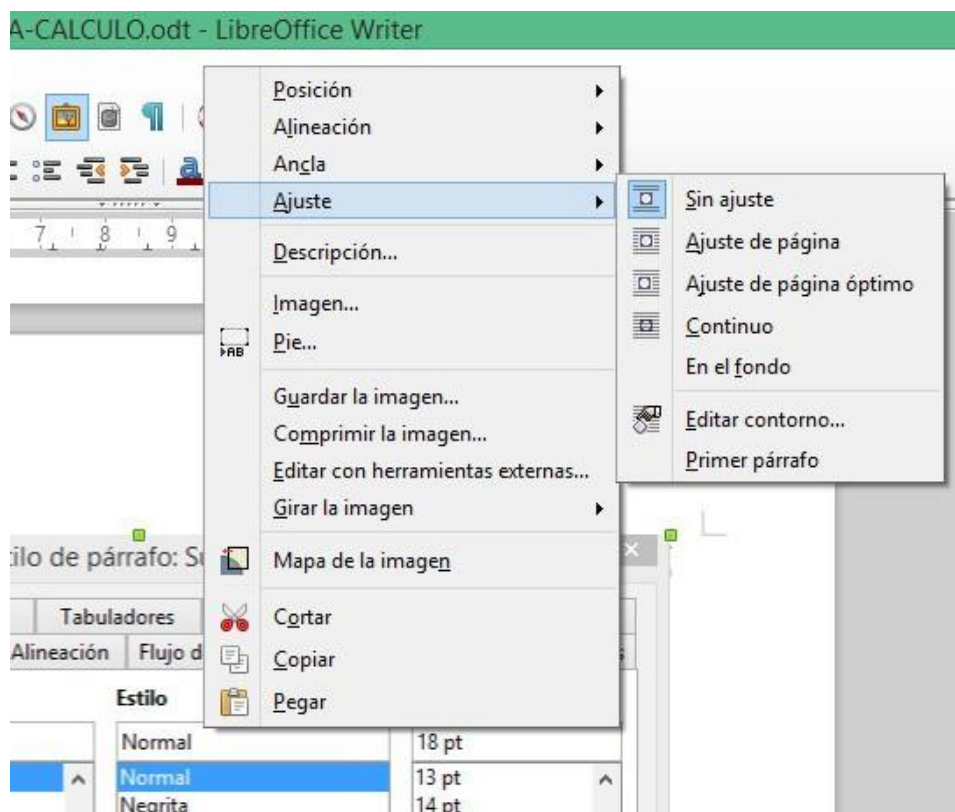 A-CALCULO.odt - LibreOffice Writer
7 8 9
Posición
Alineación
Ancla
Ajuste
Descripción...
Imagen...
Pie...
Guardar la imagen...
Comprimir la imagen...
Editar con herramientas externas...
Girar la imagen
Mapa de la imagen
Cortar
Copiar
Pegar
Sin ajuste
Ajuste de página
Ajuste de página óptimo
Continuo
En el fondo
Editar contorno...
Primer párrafo
ilo de párrafo: Su
Tabuladores
Alineación Flujo d
Estilo
Normal 18 pt
Normal 13 pt
Negrita 14 pt